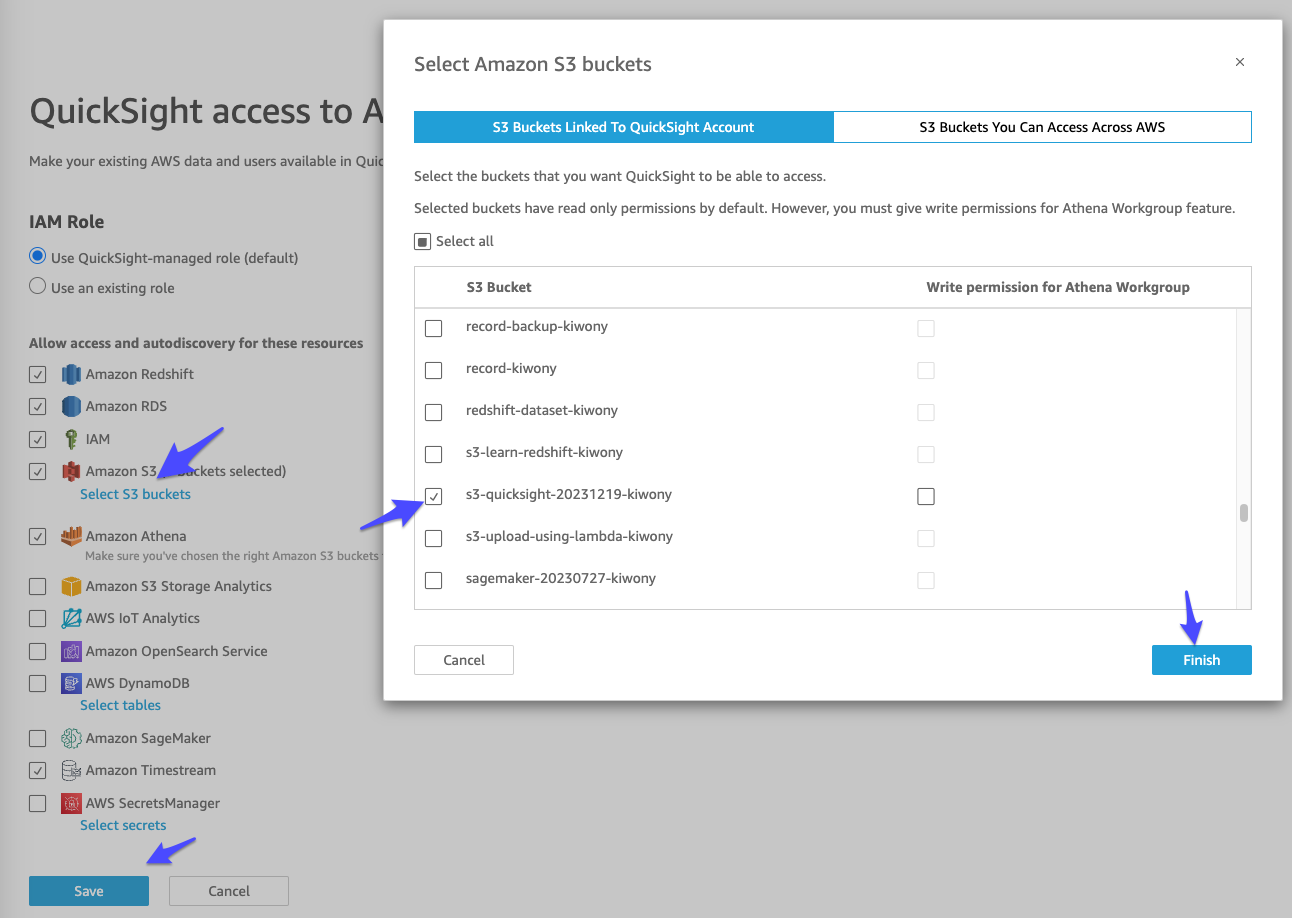 QuickSight access to A
Make your existing AWS data and users available in Quic
IAM Role
Use QuickSight-managed role (default)
Use an existing role
Allow access and autodiscovery for these resources
Amazon Redshift
Amazon RDS
IAM
Amazon S3 buckets selected)
Select S3 buckets
Amazon Athena
Make sure you've chosen the right Amazon S3 buckets
Amazon S3 Storage Analytics
AWS IoT Analytics
Amazon OpenSearch Service
AWS DynamoDB
Select tables
Amazon SageMaker
Amazon Timestream
AWS SecretsManager
Select secrets
Save Cancel
Select Amazon S3 buckets ×
S3 Buckets Linked To QuickSight Account S3 Buckets You Can Access Across AWS
Select the buckets that you want QuickSight to be able to access.
Selected buckets have read only permissions by default. However, you must give write permissions for Athena Workgroup feature.
Select all
S3 Bucket Write permission for Athena Workgroup
record-backup-kiwony
record-kiwony
redshift-dataset-kiwony
s3-learn-redshift-kiwony
s3-quicksight-20231219-kiwony
s3-upload-using-lambda-kiwony
sagemaker-20230727-kiwony
Cancel Finish